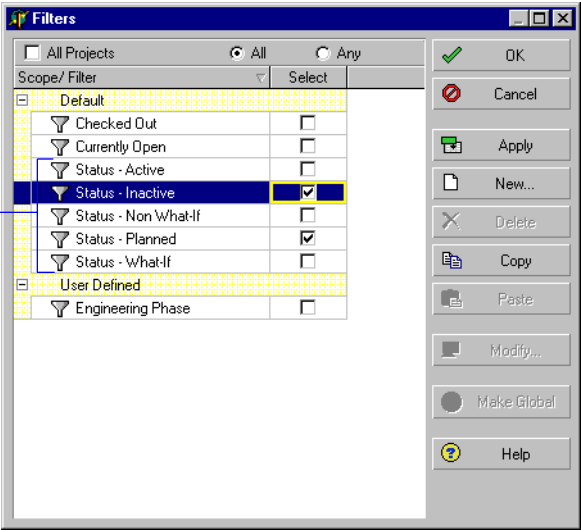 Filters
All Projects All Any
Scope/ Filter Select
Default
Checked Out
Currently Open
Status - Active
Status - Inactive
Status - Non What-If
Status - Planned
Status - What-If
User Defined
Engineering Phase
OK
Cancel
Apply
New...
Delete
Copy
Paste
Modify...
Make Global
Help